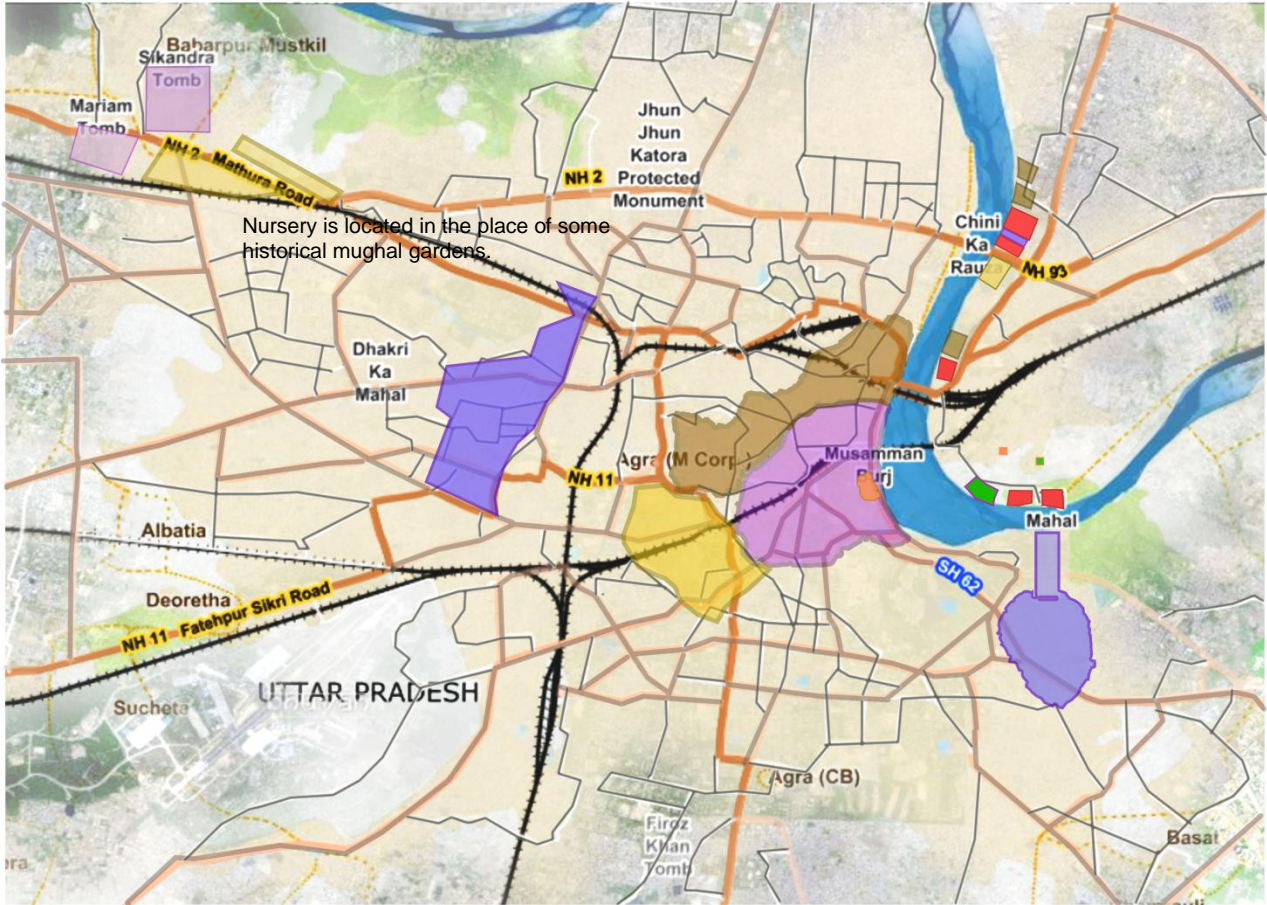 Baharpur Mustkil
Sikandra
Tomb
Mariam
Tomb
NH 2 Mathura Road
Jhun
Jhun
Katora
Protected
Monument
NH 2
Nursery is located in the place of some
historical mughal gardens.
Chini
Ka
Rauza
NH 93
Dhakri
Ka
Mahal
Agra (M Corp.)
NH 11
Musamman
Burj
Mahal
Albatia
SH 62
Deoretha
NH 11 Fatehpur Sikri Road
UTTAR PRADESH
Sucheta
Agra (CB)
Firoz
Khan
Tomb
Basai